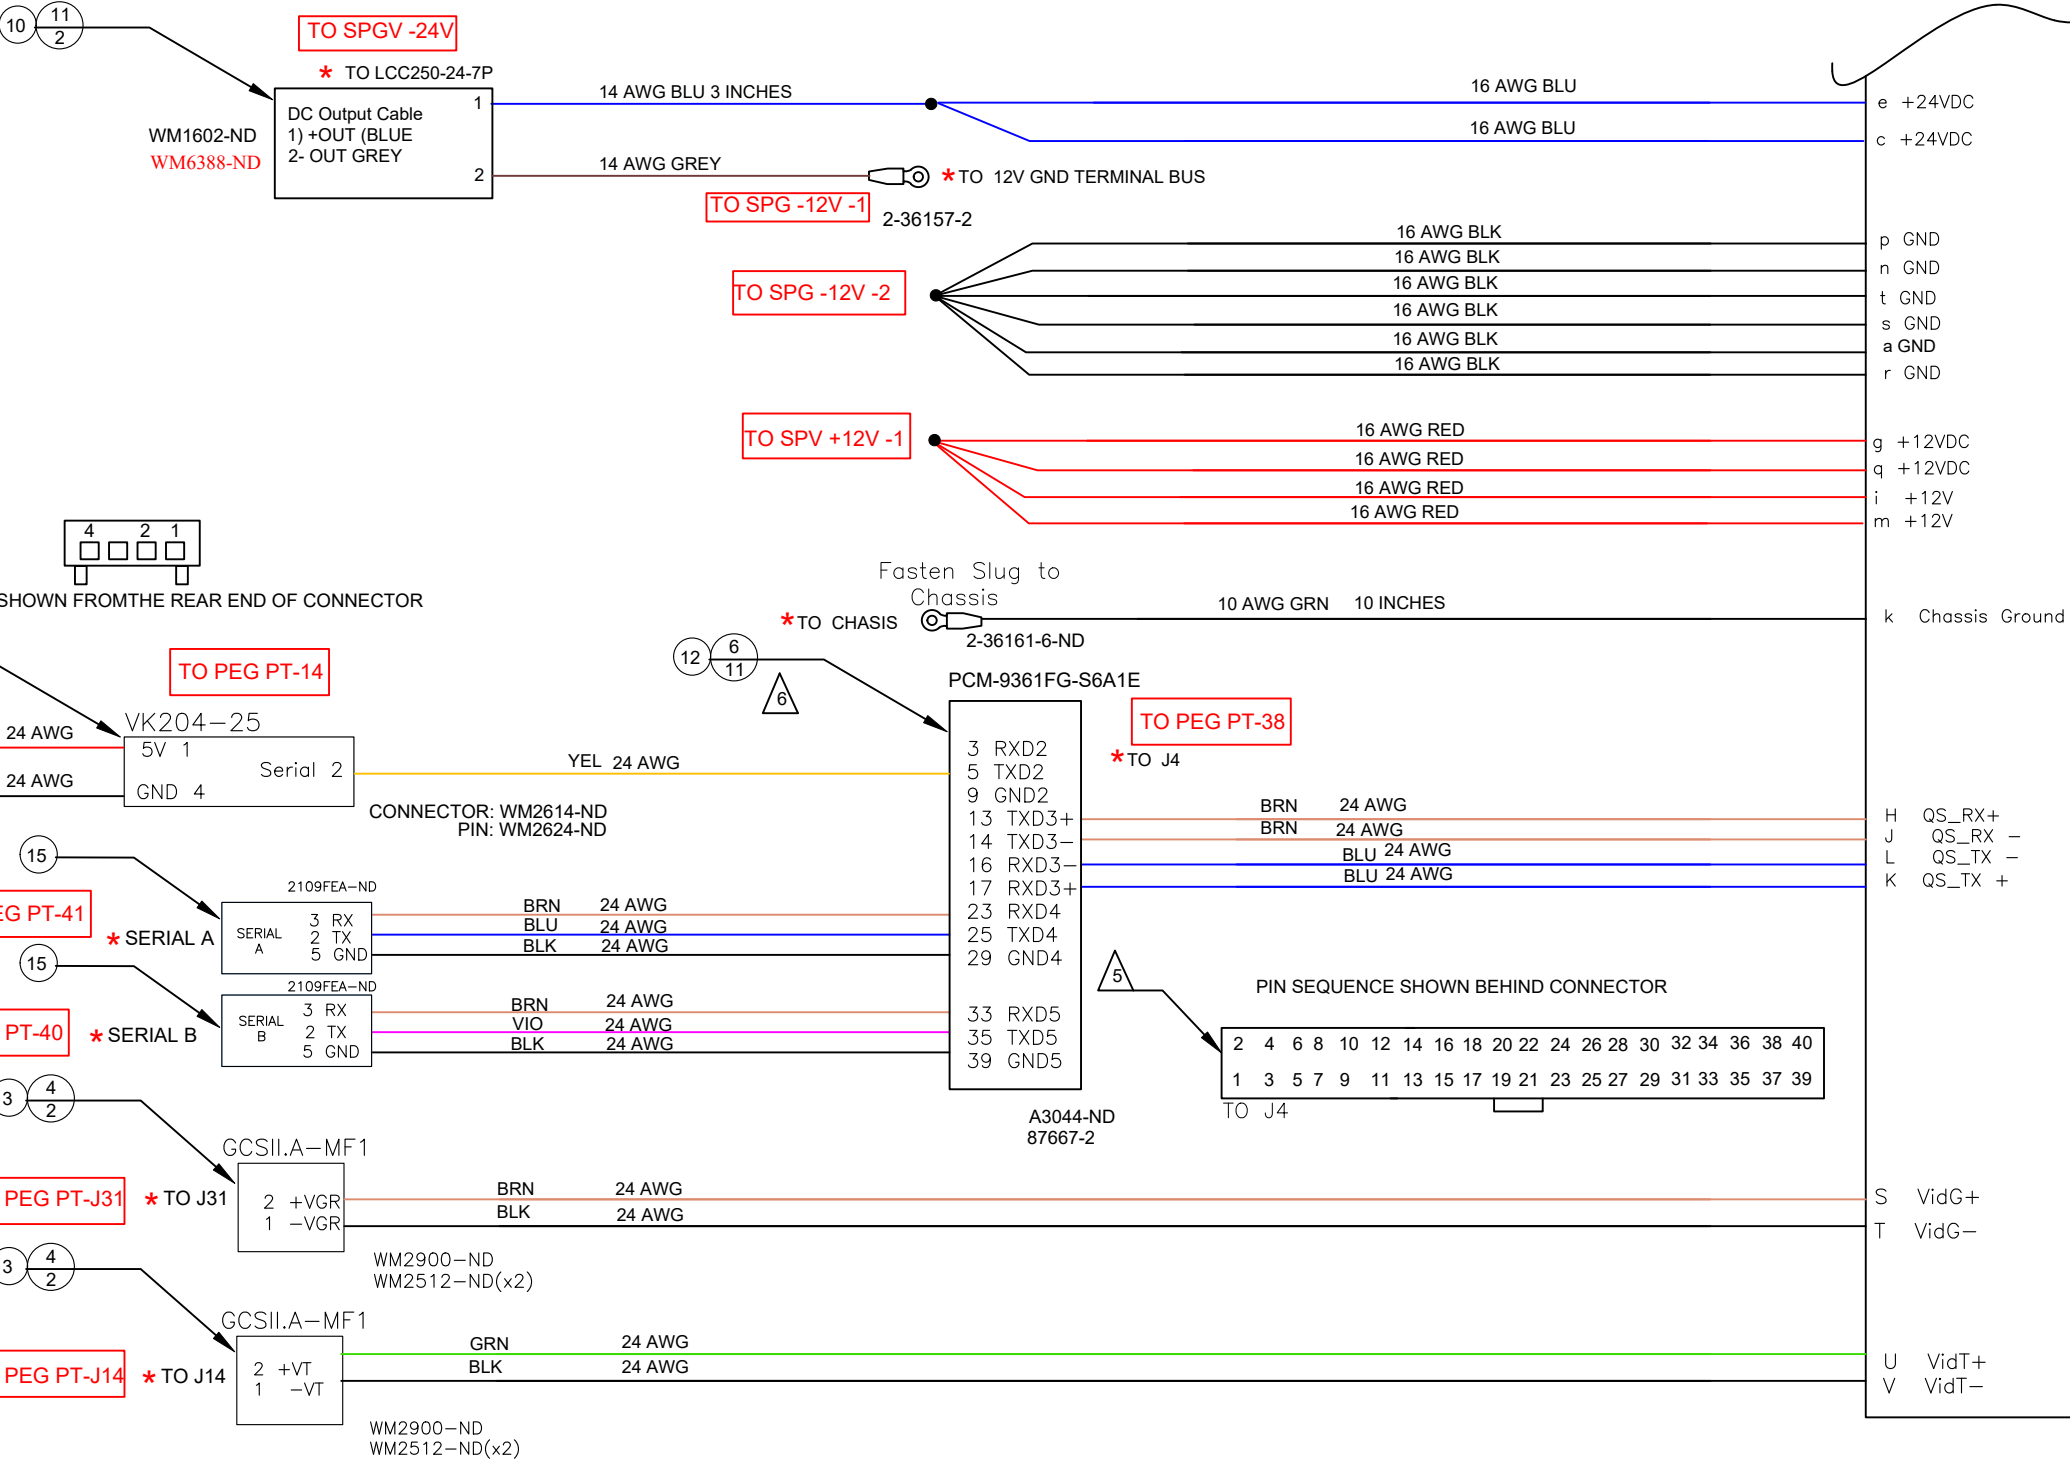 10
11
2
TO SPGV -24V
* TO LCC250-24-7P
DC Output Cable
1) +OUT (BLUE
2- OUT GREY
1
2
WM1602-ND
WM6388-ND
14 AWG BLU 3 INCHES
16 AWG BLU
e +24VDC
16 AWG BLU
c +24VDC
14 AWG GREY
* TO 12V GND TERMINAL BUS
TO SPG -12V -1
2-36157-2
TO SPG -12V -2
16 AWG BLK
p GND
16 AWG BLK
n GND
16 AWG BLK
t GND
16 AWG BLK
s GND
16 AWG BLK
a GND
16 AWG BLK
r GND
TO SPV +12V -1
16 AWG RED
g +12VDC
16 AWG RED
q +12VDC
16 AWG RED
i +12V
16 AWG RED
m +12V
4 2 1
SHOWN FROMTHE REAR END OF CONNECTOR
Fasten Slug to
Chassis
* TO CHASIS
2-36161-6-ND
10 AWG GRN 10 INCHES
k Chassis Ground
12
6
11
6
TO PEG PT-14
VK204-25
24 AWG
5V 1
Serial 2
24 AWG
GND 4
YEL 24 AWG
CONNECTOR: WM2614-ND
PIN: WM2624-ND
PCM-9361FG-S6A1E
TO PEG PT-38
* TO J4
3 RXD2
5 TXD2
9 GND2
13 TXD3+
14 TXD3-
16 RXD3-
17 RXD3+
23 RXD4
25 TXD4
29 GND4
33 RXD5
35 TXD5
39 GND5
A3044-ND
87667-2
BRN 24 AWG
H QS_RX+
BRN 24 AWG
J QS_RX -
BLU 24 AWG
L QS_TX -
BLU 24 AWG
K QS_TX +
15
EG PT-41
* SERIAL A
2109FEA-ND
SERIAL
A
3 RX
2 TX
5 GND
BRN 24 AWG
BLU 24 AWG
BLK 24 AWG
15
PT-40
* SERIAL B
2109FEA-ND
SERIAL
B
3 RX
2 TX
5 GND
BRN 24 AWG
VIO 24 AWG
BLK 24 AWG
5
PIN SEQUENCE SHOWN BEHIND CONNECTOR
2 4 6 8 10 12 14 16 18 20 22 24 26 28 30 32 34 36 38 40
1 3 5 7 9 11 13 15 17 19 21 23 25 27 29 31 33 35 37 39
TO J4
3
4
2
GCSII.A-MF1
PEG PT-J31
* TO J31
2 +VGR
1 -VGR
BRN 24 AWG
BLK 24 AWG
S VidG+
T VidG-
WM2900-ND
WM2512-ND(x2)
3
4
2
GCSII.A-MF1
PEG PT-J14
* TO J14
2 +VT
1 -VT
GRN 24 AWG
BLK 24 AWG
U VidT+
V VidT-
WM2900-ND
WM2512-ND(x2)